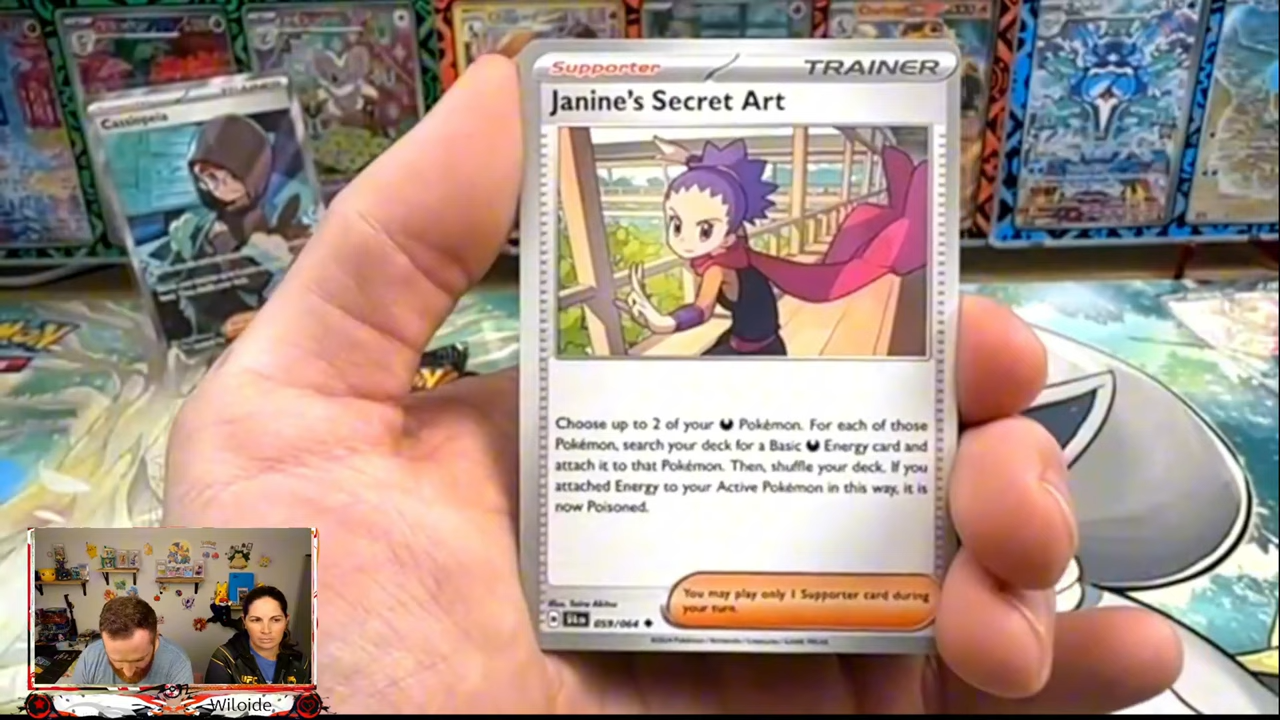 Supporter TRAINER
Janine's Secret Art
Cassiopeia
Choose up to 2 of your Pokémon. For each of those
Pokémon, search your deck for a Basic Energy card and
attach it to that Pokémon. Then, shuffle your deck. If you
attached Energy to your Active Pokémon in this way, it is
now Poisoned.
You may play only 1 Supporter card during
your turn.
059/064
Wiloide,